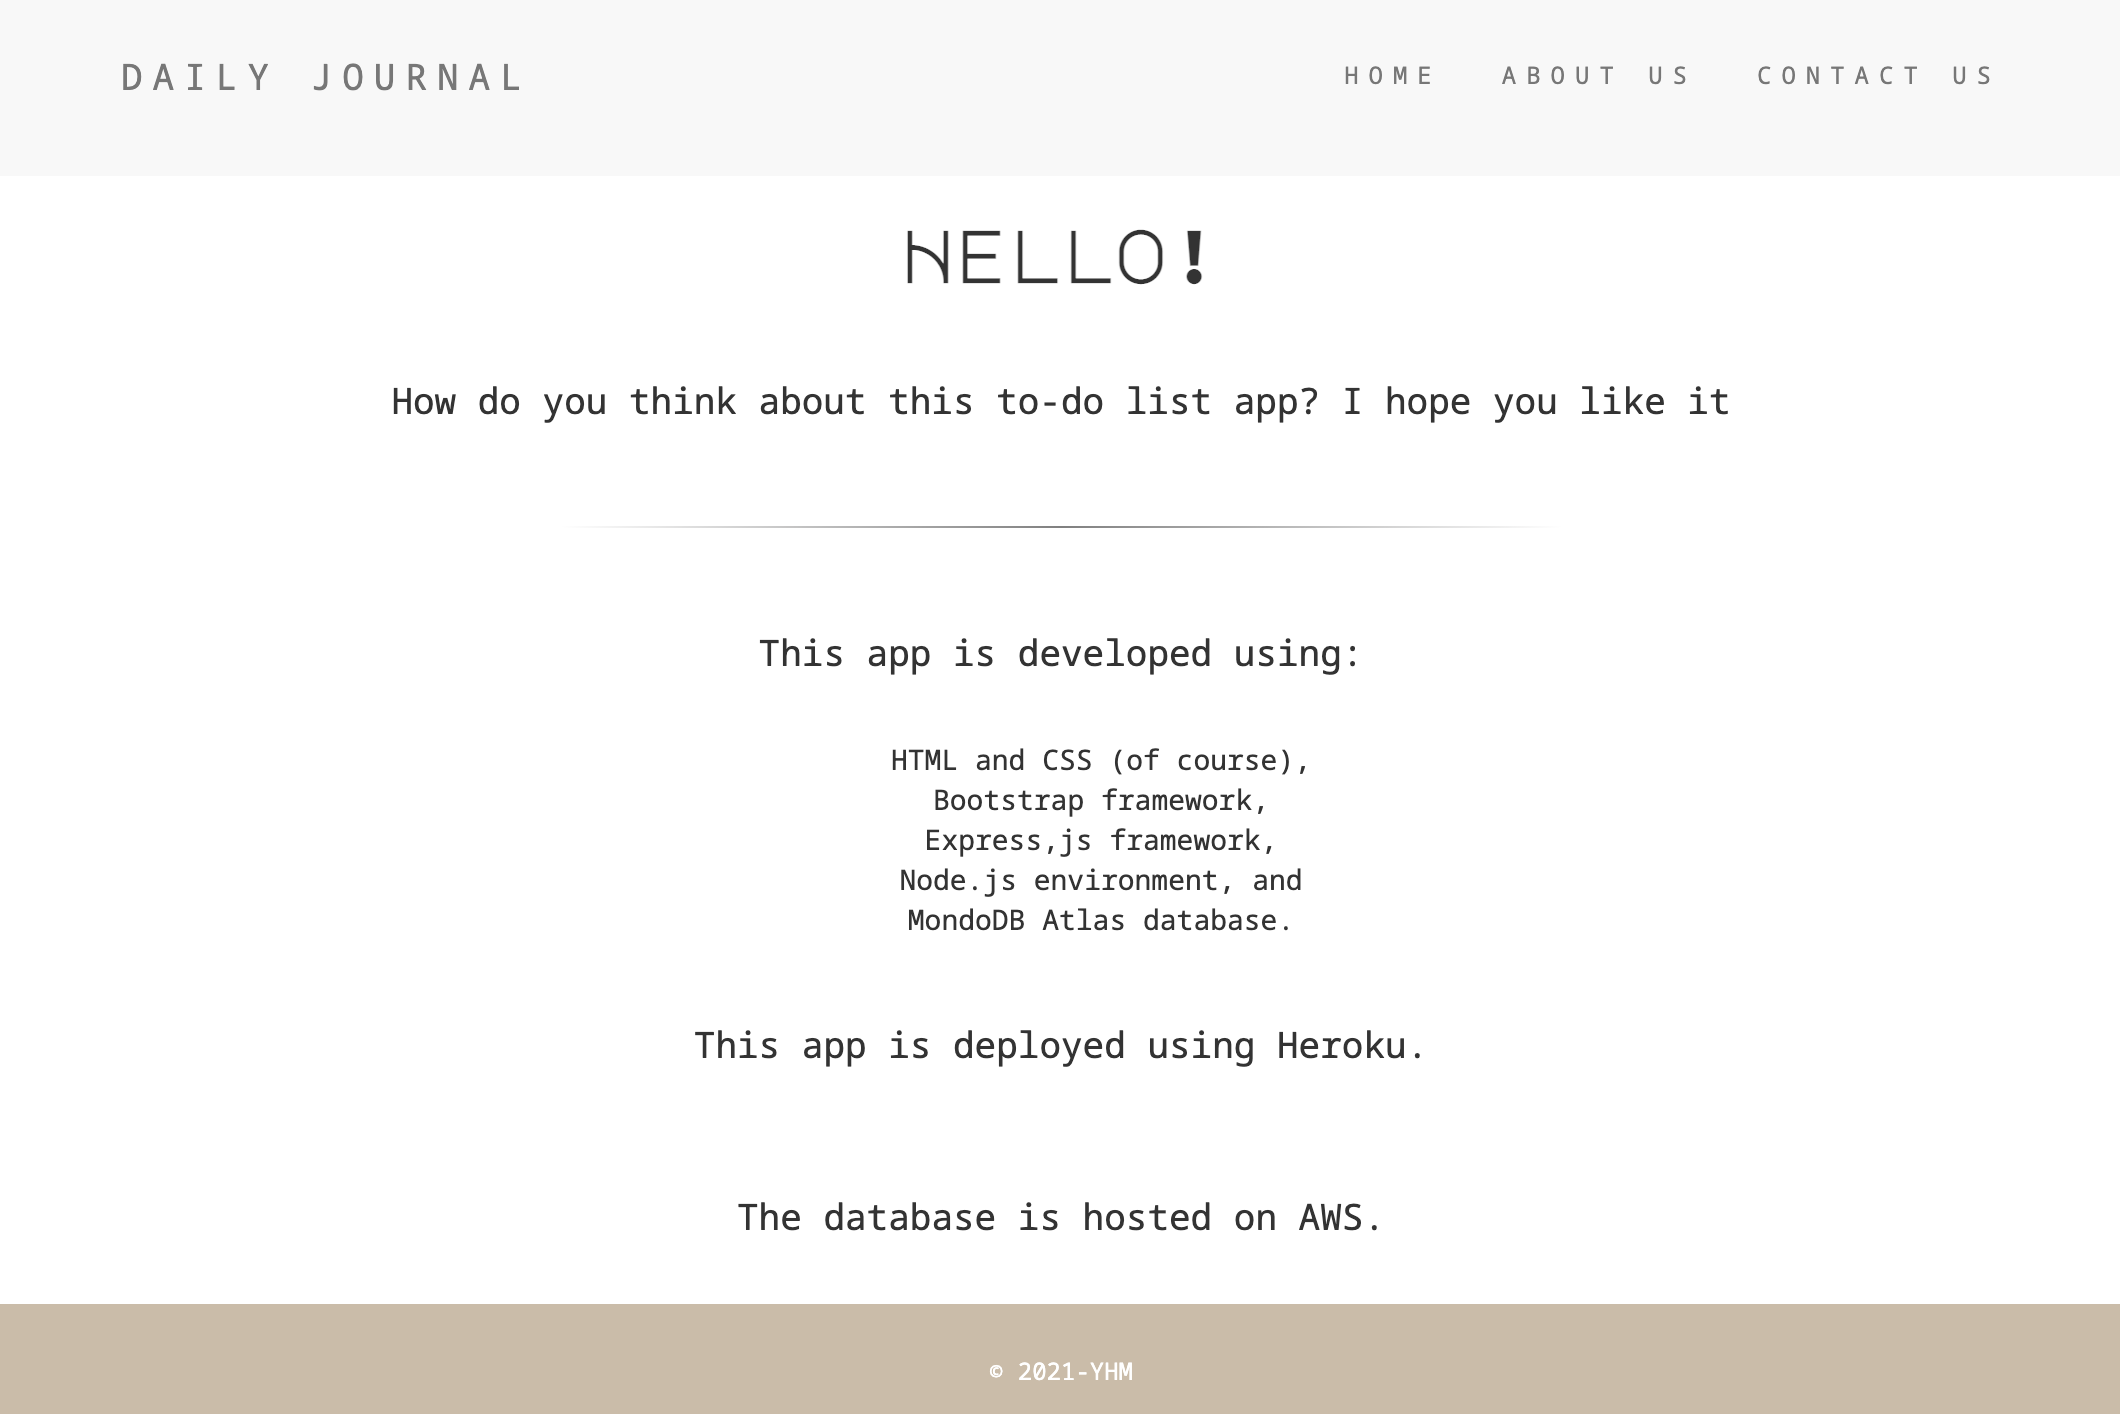 DAILY JOURNAL
HOME ABOUT US CONTACT US
HELLO!
How do you think about this to-do list app? I hope you like it
This app is developed using:
HTML and CSS (of course),
Bootstrap framework,
Express,js framework,
Node.js environment, and
MondoDB Atlas database.
This app is deployed using Heroku.
The database is hosted on AWS.
© 2021-YHM